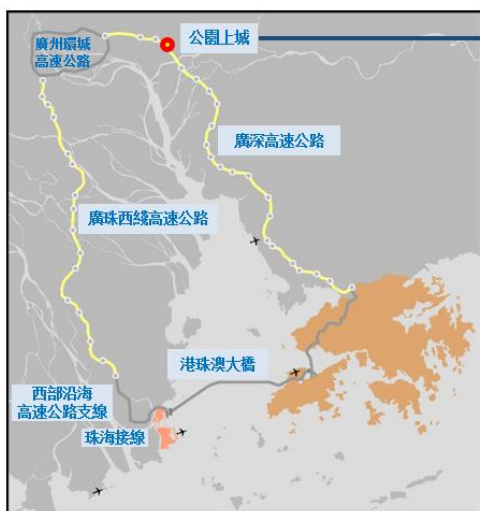 公園上城
廣州環城
高速公路
廣深高速公路
廣珠西綫高速公路
港珠澳大橋
西部沿海
高速公路支線
珠海接線